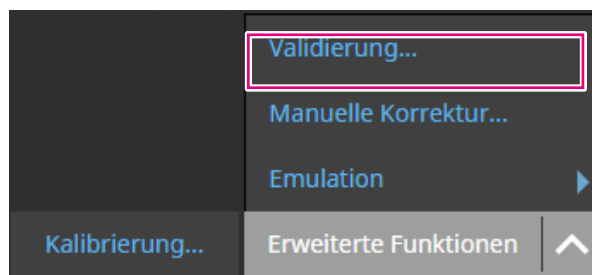 Validierung...
Manuelle Korrektur...
Emulation
Kalibrierung...
Erweiterte Funktionen